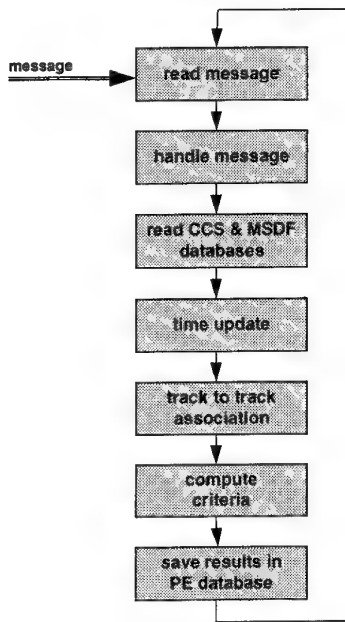 message
read message
handle message
read CCS & MSDF
databases
time update
track to track
association
compute
criteria
save results in
PE database